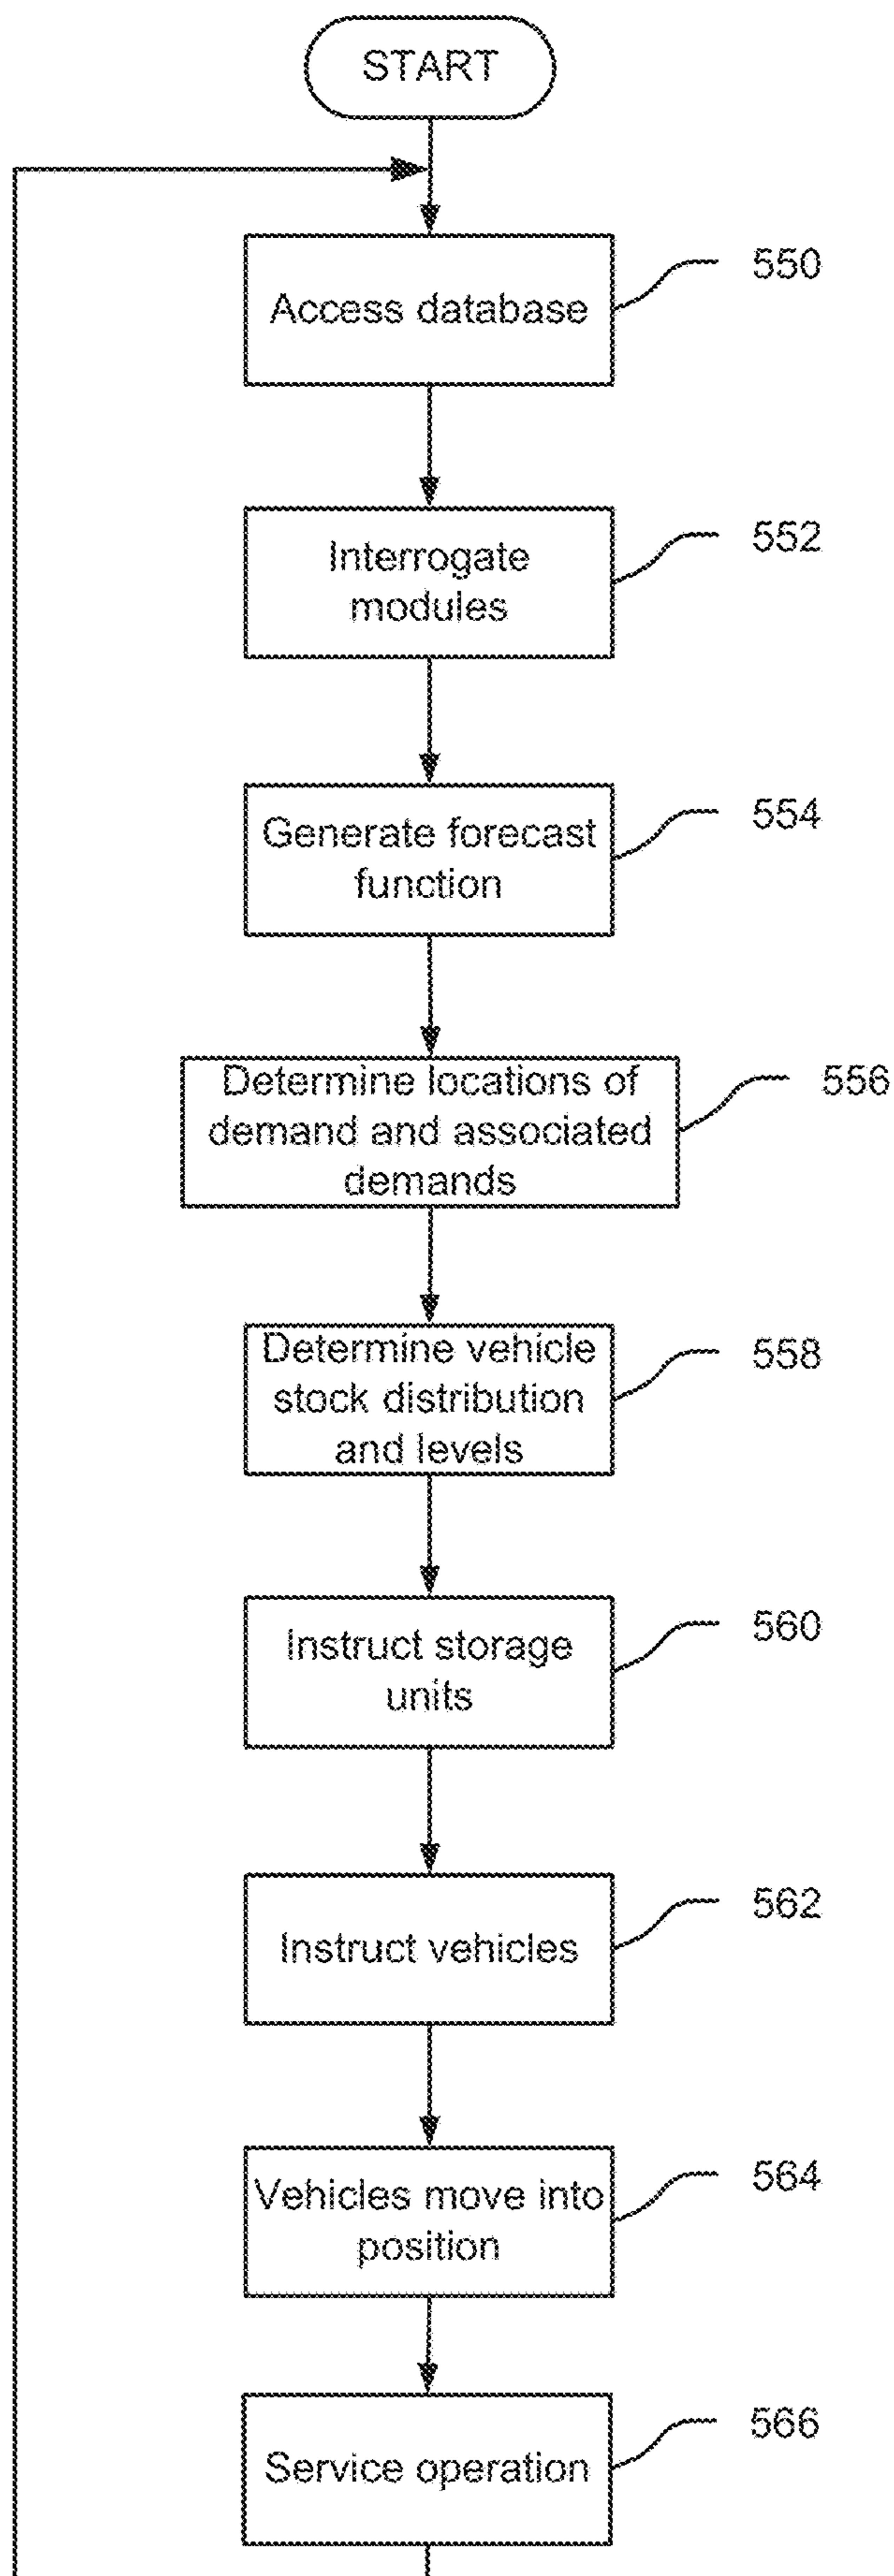 START
Access database
550
Interrogate
modules
552
Generate forecast
function
554
Determine locations of
demand and associated
demands
556
Determine vehicle
stock distribution
and levels
558
Instruct storage
units
560
Instruct vehicles
562
Vehicles move into
position
564
Service operation
566